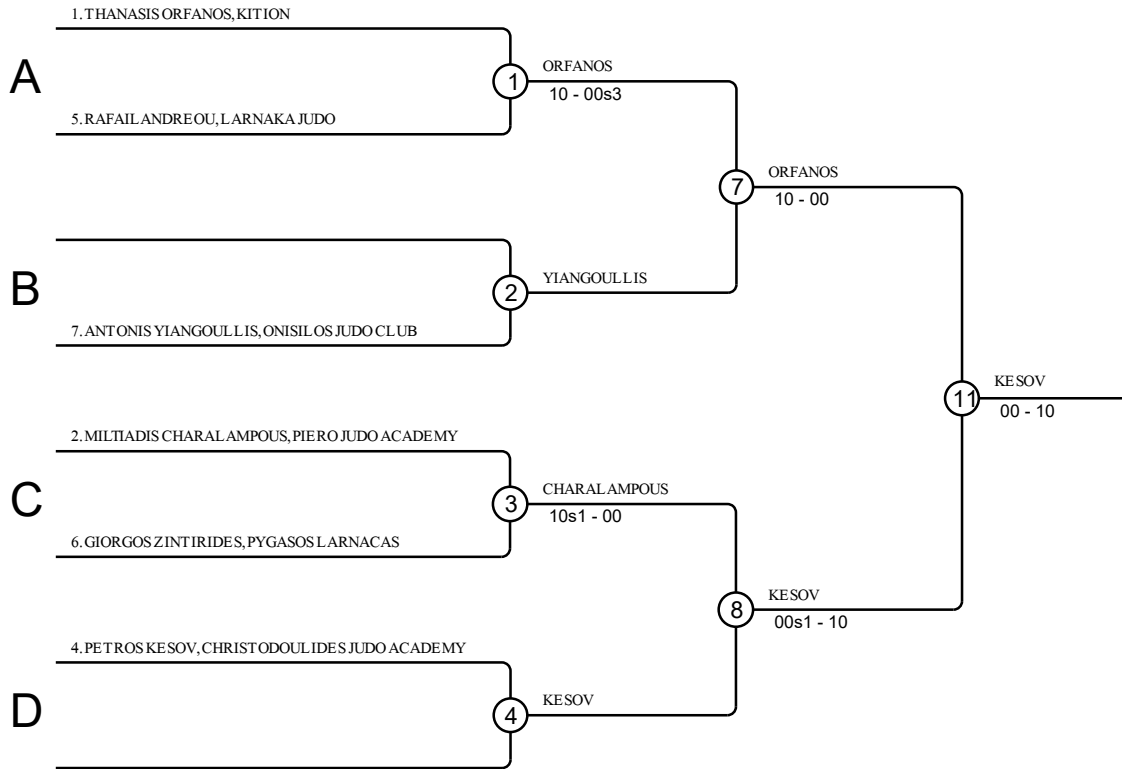 1. THANASIS ORFANOS, KITION
A
1
ORFANOS
10 - 00s3
5. RAFAIL ANDREOU, LARNAKA JUDO
7
ORFANOS
10 - 00
B
2
YIANGOULLIS
7. ANTONIS YIANGOULLIS, ONISILOS JUDO CLUB
11
KESOV
00 - 10
2. MILTIADIS CHARALAMPOUS, PIERO JUDO ACADEMY
C
3
CHARALAMPOUS
10s1 - 00
6. GIORGOS ZINTIRIDES, PYGASOS LARNACAS
8
KESOV
00s1 - 10
4. PETROS KESOV, CHRISTODOULIDES JUDO ACADEMY
D
4
KESOV